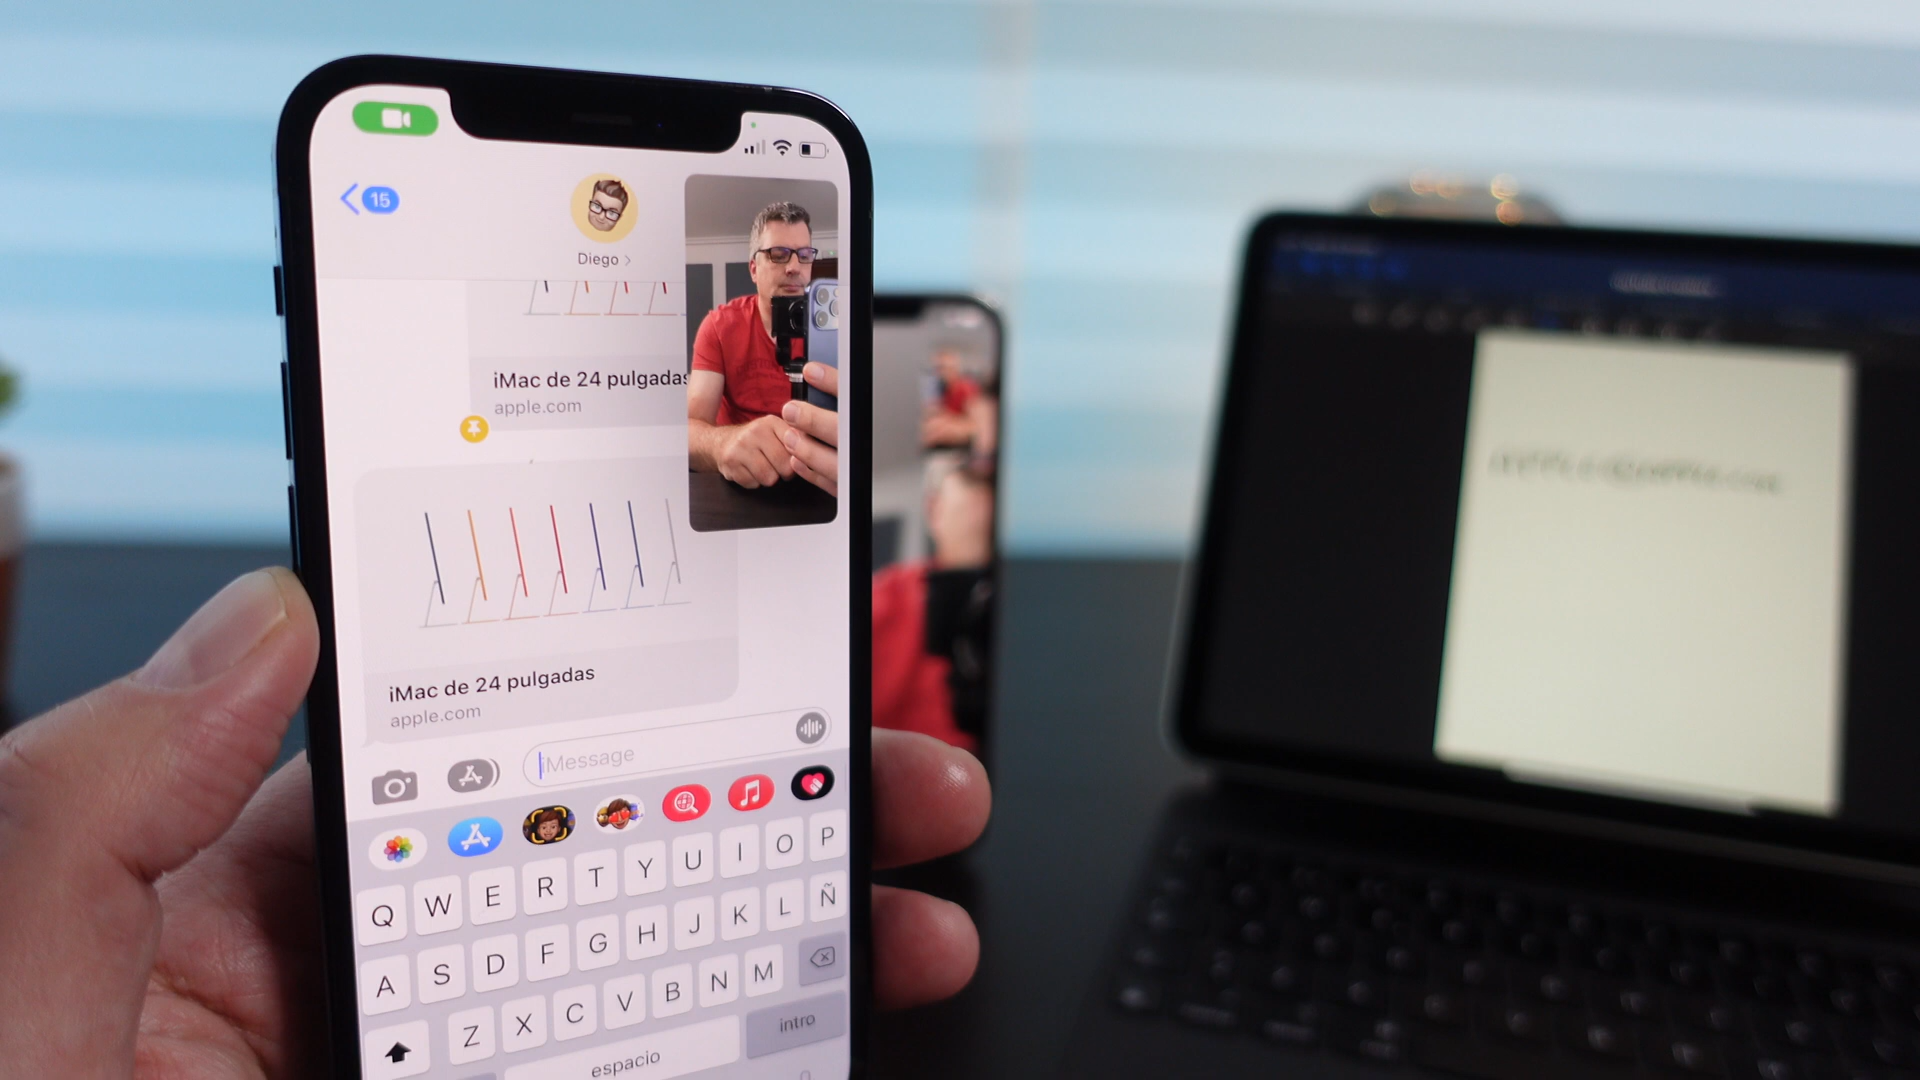 15
Diego
iMac de 24 pulgadas
apple.com
iMac de 24 pulgadas
apple.com
iMessage
Q W E R T Y U I O P
A S D F G H J K L Ñ
Z X C V B N M
espacio
intro